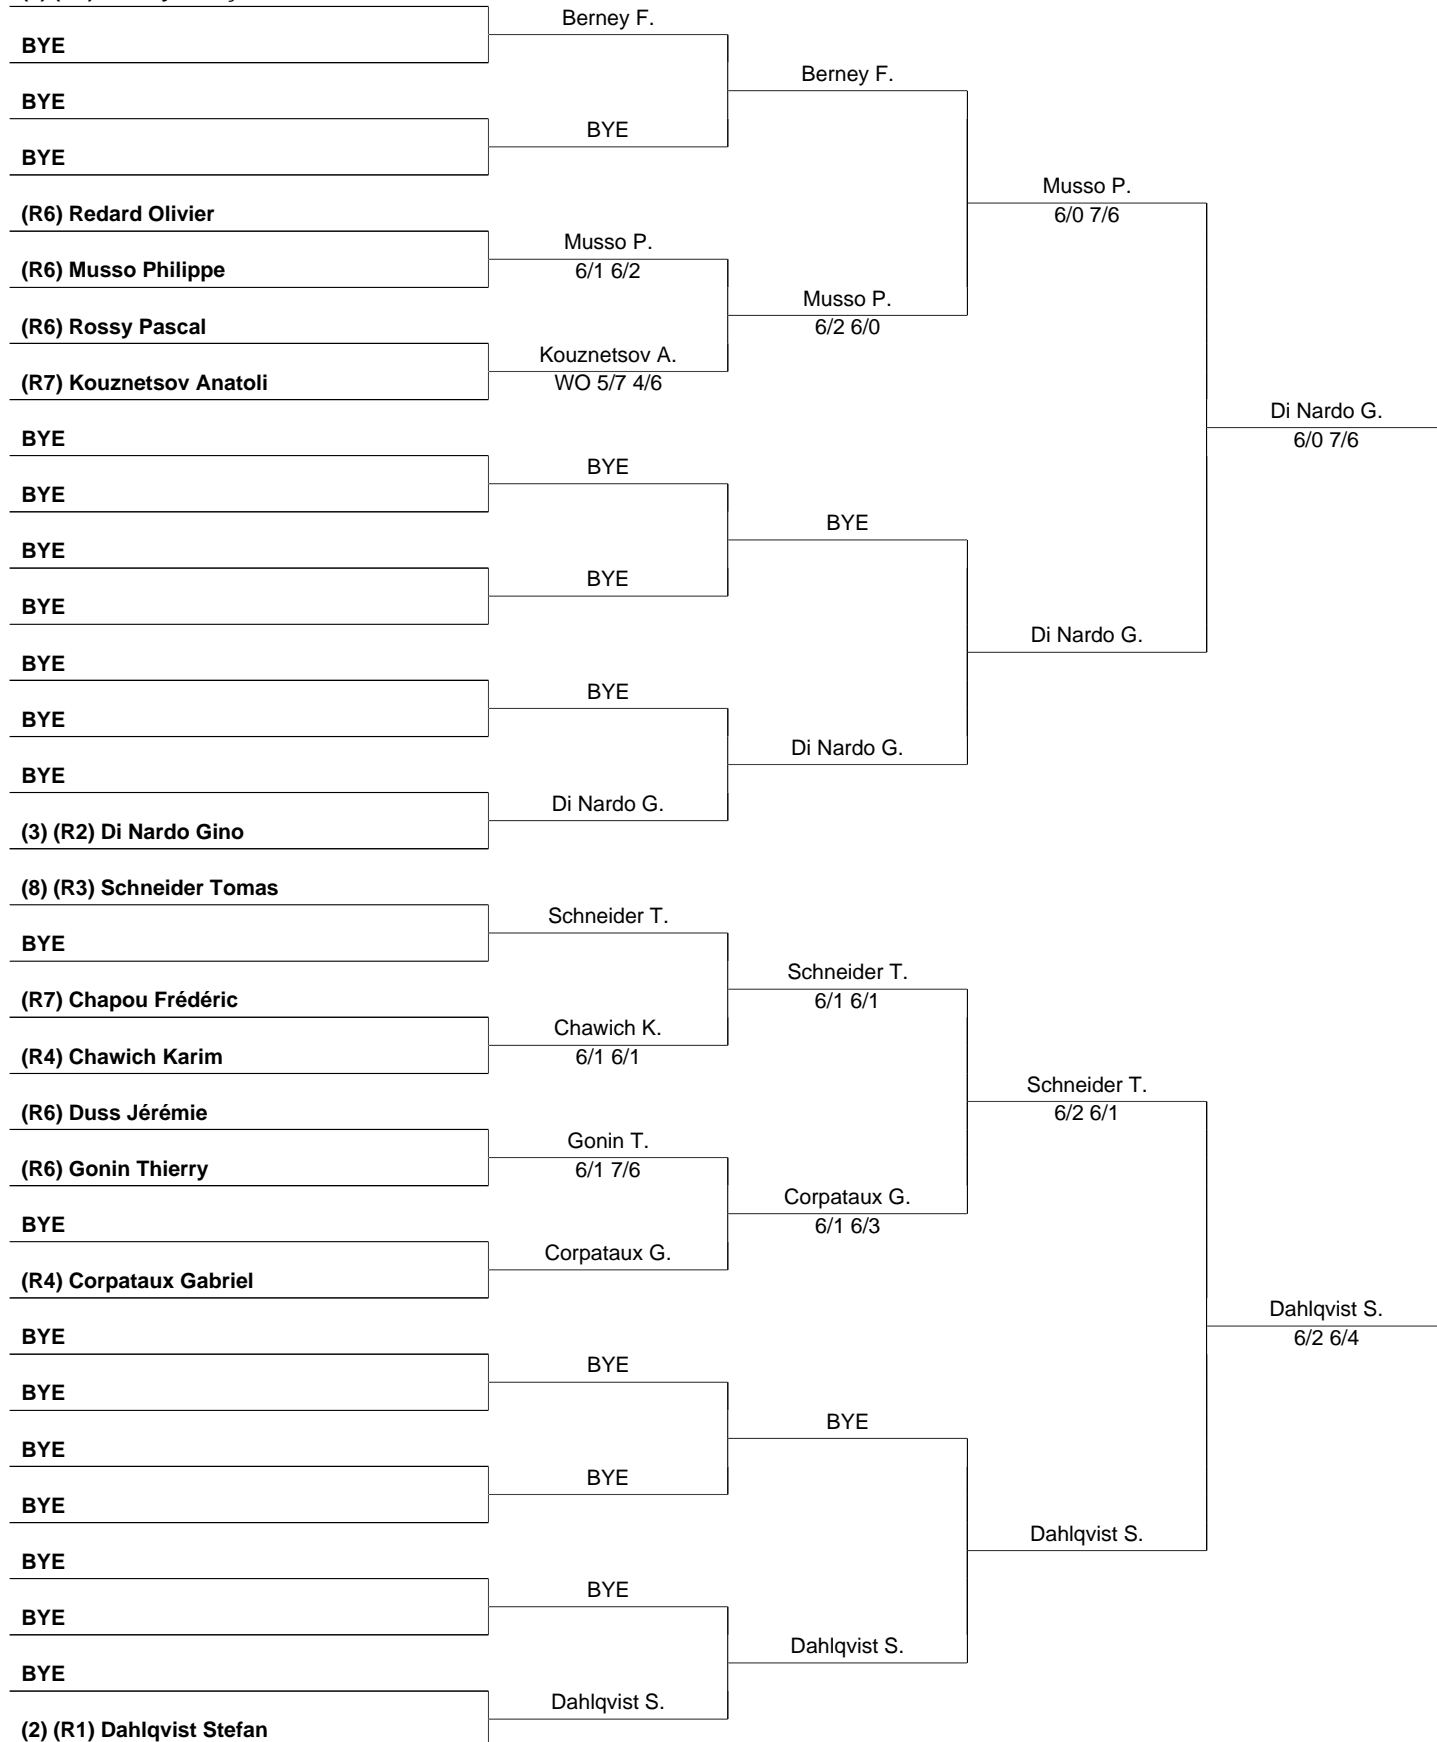 BYE
BYE
BYE
(R6) Redard Olivier
(R6) Musso Philippe
(R6) Rossy Pascal
(R7) Kouznetsov Anatoli
BYE
BYE
BYE
BYE
BYE
BYE
BYE
(3) (R2) Di Nardo Gino
(8) (R3) Schneider Tomas
BYE
(R7) Chapou Frédéric
(R4) Chawich Karim
(R6) Duss Jérémie
(R6) Gonin Thierry
BYE
(R4) Corpataux Gabriel
BYE
BYE
BYE
BYE
BYE
BYE
BYE
(2) (R1) Dahlqvist Stefan
Berney F.
BYE
Musso P.
6/1 6/2
Kouznetsov A.
WO 5/7 4/6
BYE
BYE
BYE
Di Nardo G.
Schneider T.
Chawich K.
6/1 6/1
Gonin T.
6/1 7/6
Corpataux G.
BYE
BYE
BYE
Dahlqvist S.
Berney F.
Musso P.
6/2 6/0
BYE
Di Nardo G.
Schneider T.
6/1 6/1
Corpataux G.
6/1 6/3
BYE
Dahlqvist S.
Musso P.
6/0 7/6
Di Nardo G.
Schneider T.
6/2 6/1
Dahlqvist S.
Di Nardo G.
6/0 7/6
Dahlqvist S.
6/2 6/4